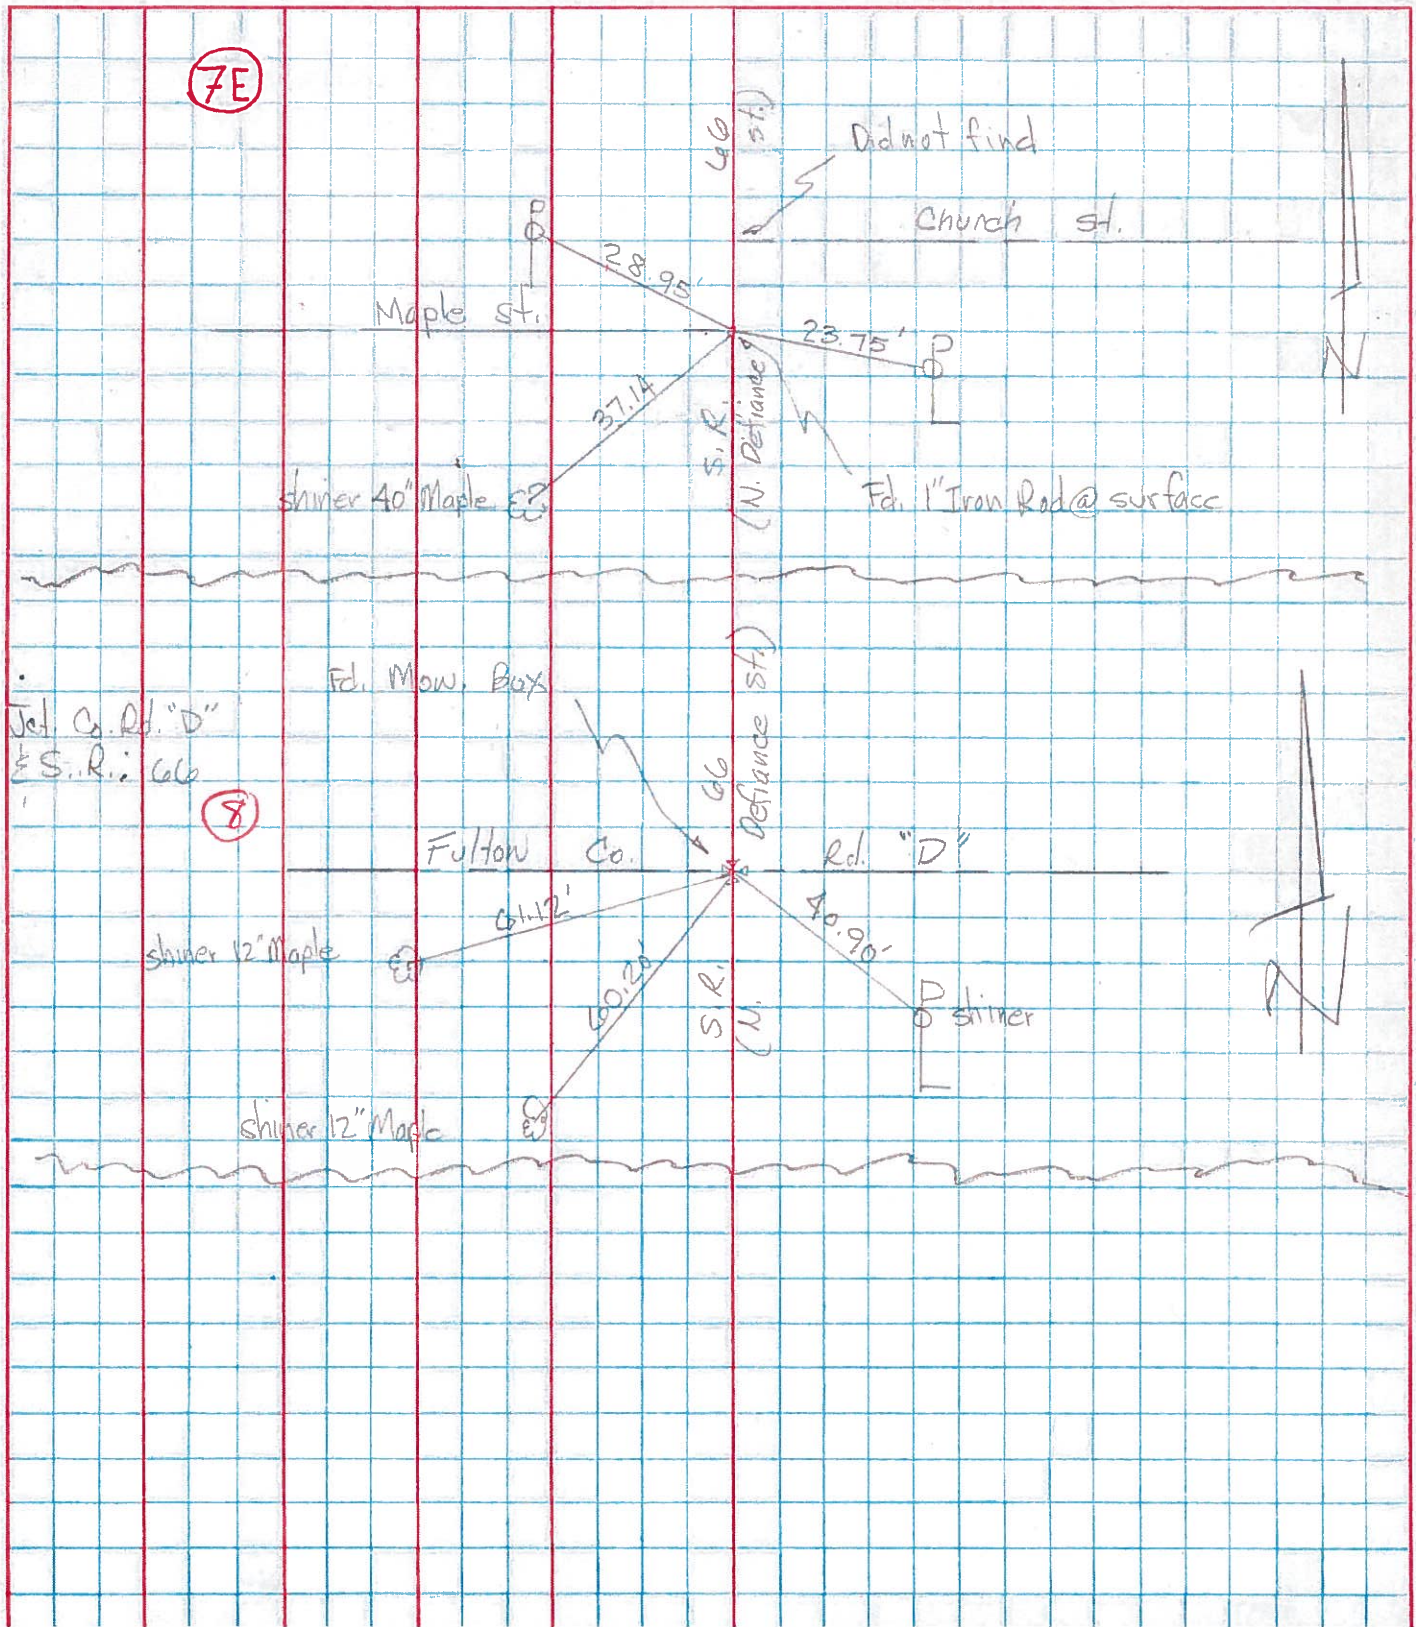 7E
66
st.)
Did not find
Church st.
P
28.95'
Maple st.
23.75'
P
37.14
S.R.
(N. Defiance
shiner 40" Maple
Fd. 1" Iron Rod @ surface
N
Fd. Mon. Box
Jct. Co. Rd. "D"
& S.R. 66
8
66
Defiance st.)
Fulton Co. Rd. "D"
61.12'
40.90'
shiner 12" Maple
60.20'
S.R.
(N.
P
shiner
N
shiner 12" Maple